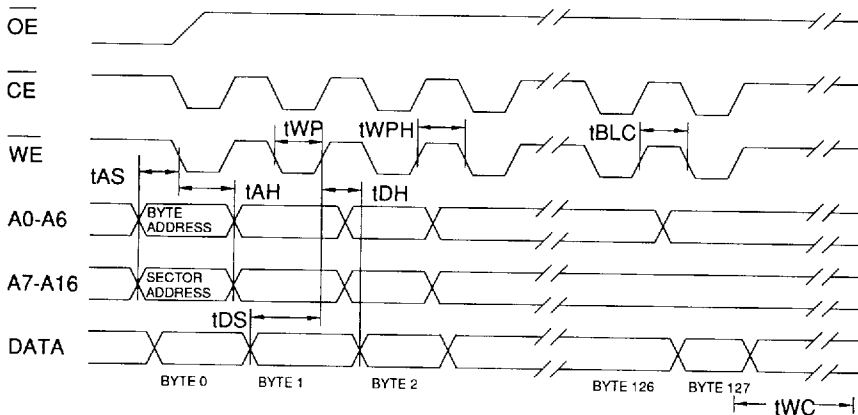 OE
CE
tWP tWPH tBLC
WE
tAS tAH tDH
A0-A6 BYTE
ADDRESS
A7-A16 SECTOR
ADDRESS
tDS
DATA
BYTE 0 BYTE 1 BYTE 2 BYTE 126 BYTE 127
tWC